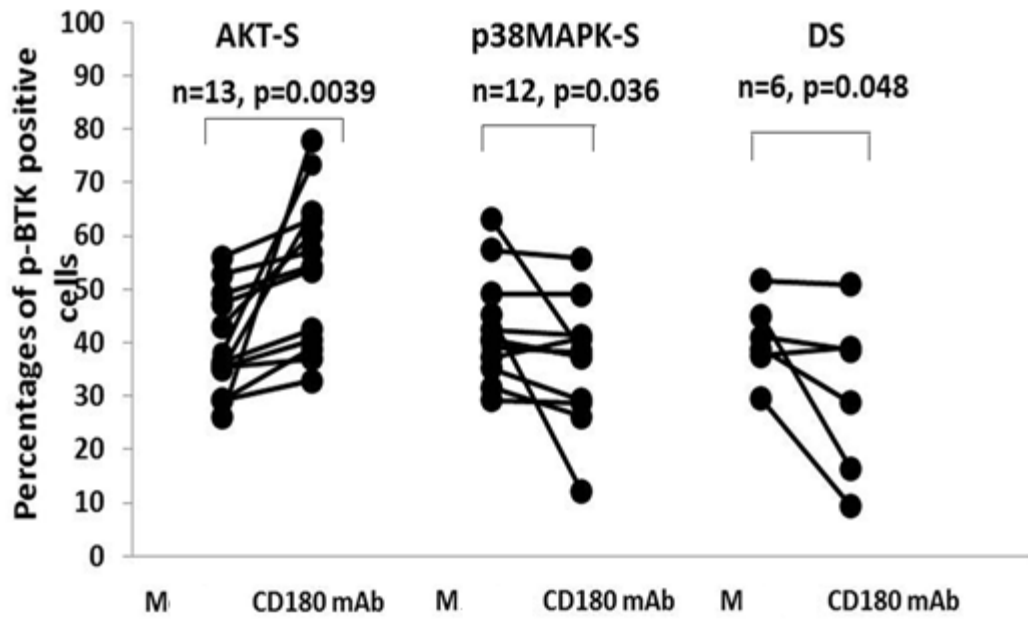 Percentages of p-BTK positive
cells
100
90
80
70
60
50
40
30
20
10
0
AKT-S
n=13, p=0.0039
p38MAPK-S
n=12, p=0.036
DS
n=6, p=0.048
M
CD180 mAb
M
CD180 mAb
M
CD180 mAb